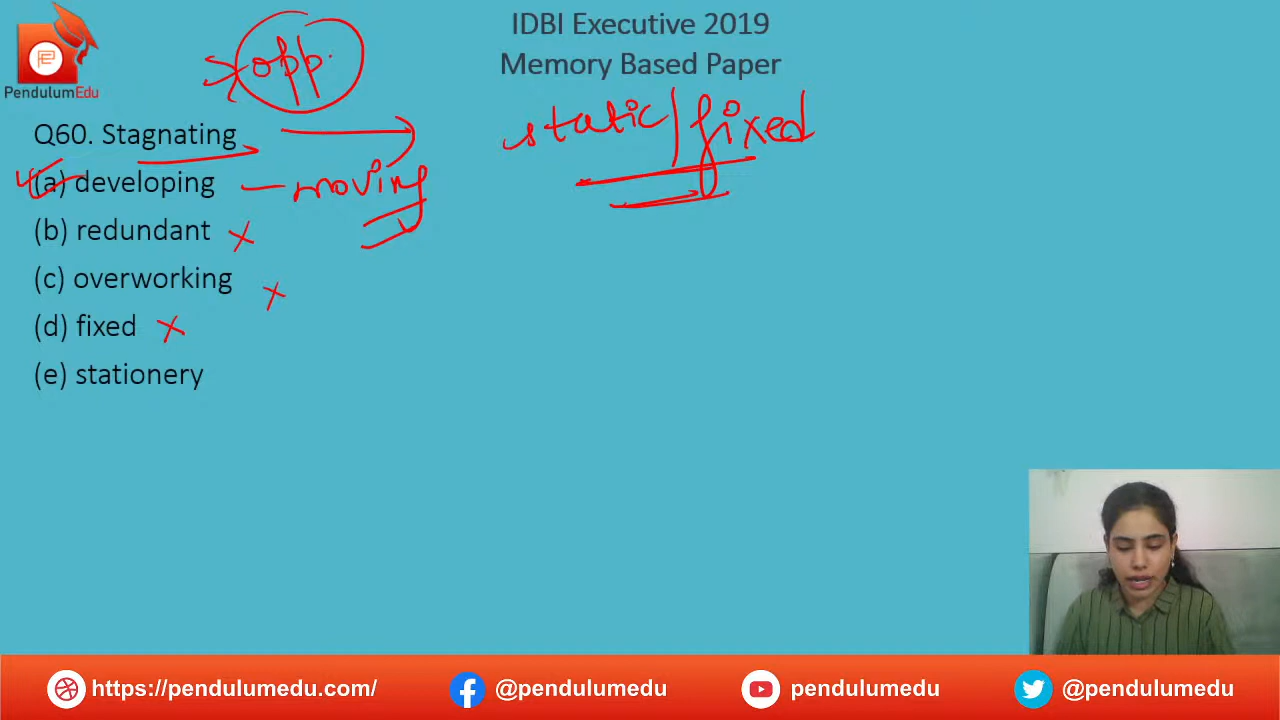 IDBI Executive 2019
Memory Based Paper
PendulumEdu
opp.
static/fixed
Q60. Stagnating
(a) developing — moving
(b) redundant
(c) overworking
(d) fixed
(e) stationery
https://pendulumedu.com/
@pendulumedu
pendulumedu
@pendulumedu